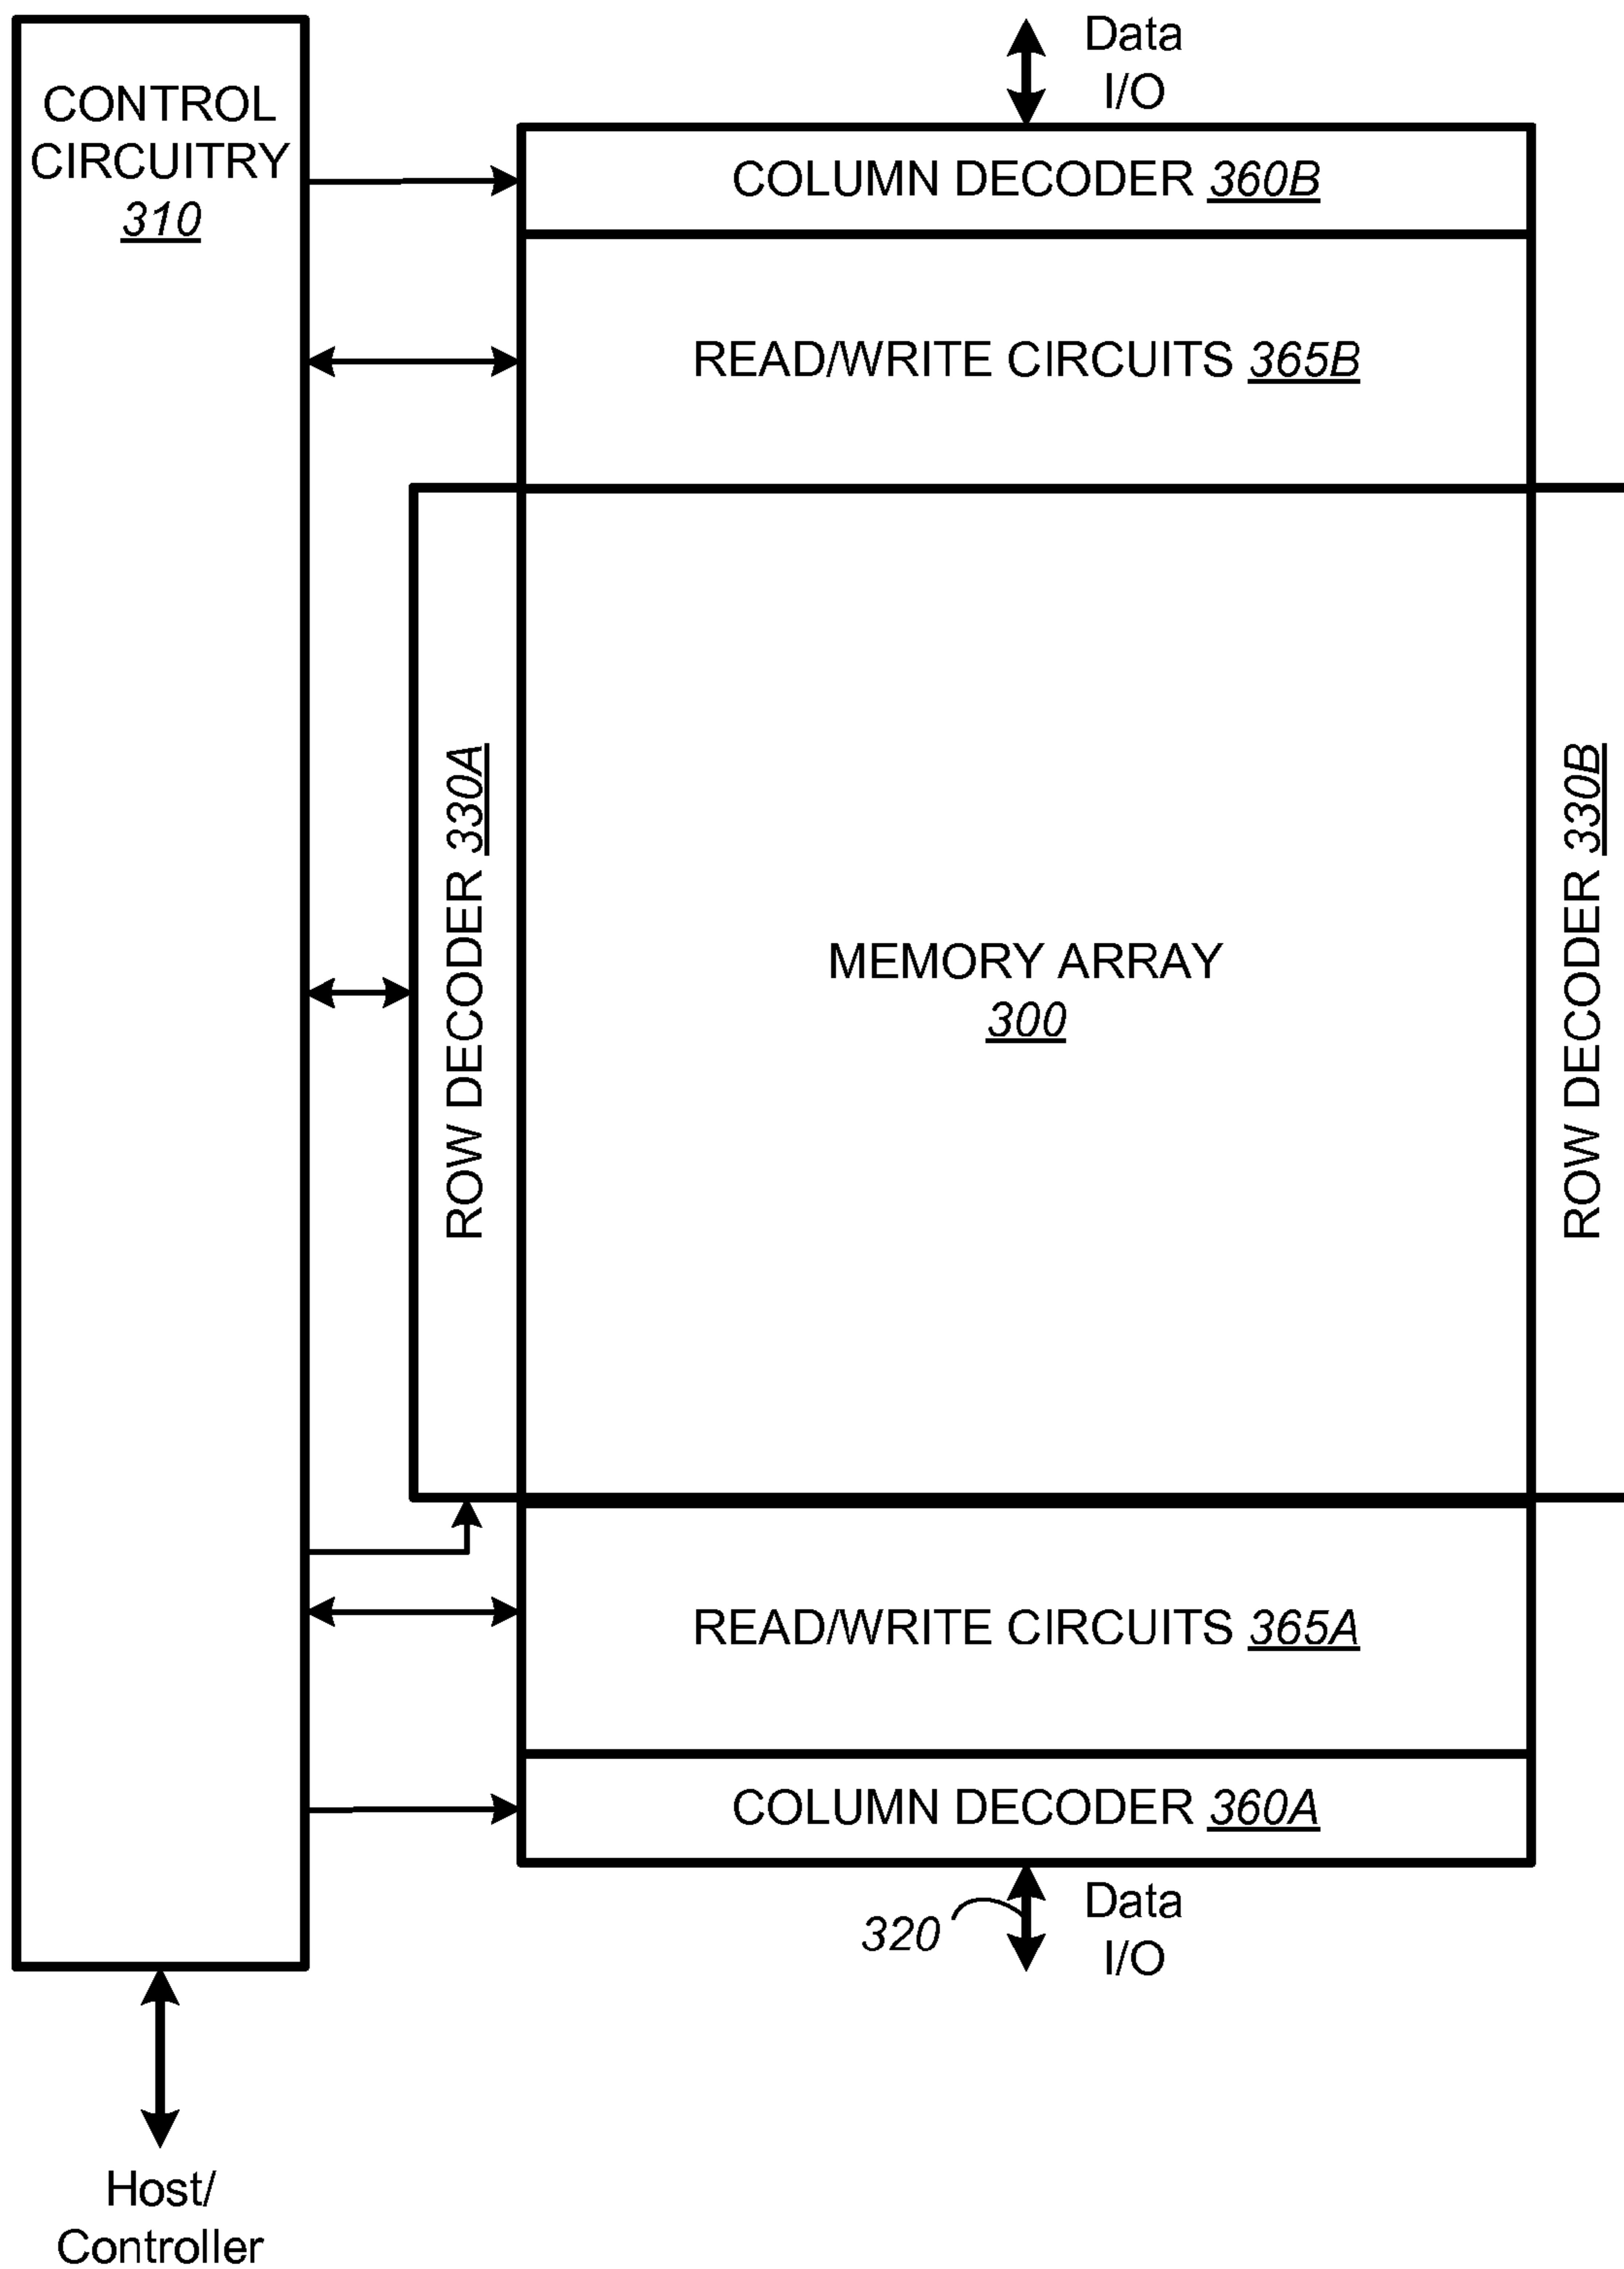 CONTROL
CIRCUITRY
310
Data
I/O
COLUMN DECODER 360B
READ/WRITE CIRCUITS 365B
ROW DECODER 330A
MEMORY ARRAY
300
ROW DECODER 330B
READ/WRITE CIRCUITS 365A
COLUMN DECODER 360A
320
Data
I/O
Host/
Controller